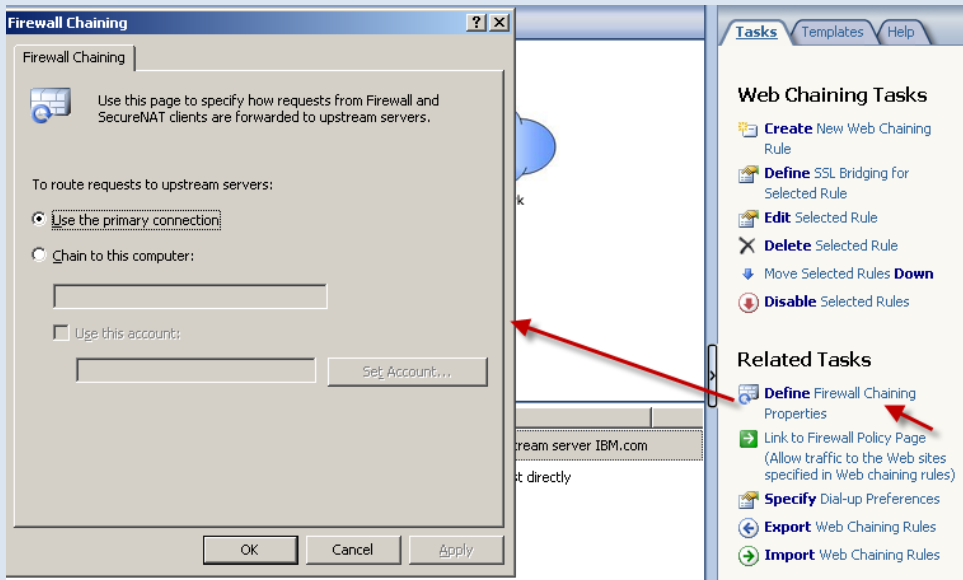 Firewall Chaining
Firewall Chaining
Use this page to specify how requests from Firewall and
SecureNAT clients are forwarded to upstream servers.
To route requests to upstream servers:
Use the primary connection
Chain to this computer:
Use this account:
Set Account...
OK
Cancel
Apply
k
ream server IBM.com
t directly
Tasks
Templates
Help
Web Chaining Tasks
Create New Web Chaining
Rule
Define SSL Bridging for
Selected Rule
Edit Selected Rule
Delete Selected Rule
Move Selected Rules Down
Disable Selected Rules
Related Tasks
Define Firewall Chaining
Properties
Link to Firewall Policy Page
(Allow traffic to the Web sites
specified in Web chaining rules)
Specify Dial-up Preferences
Export Web Chaining Rules
Import Web Chaining Rules